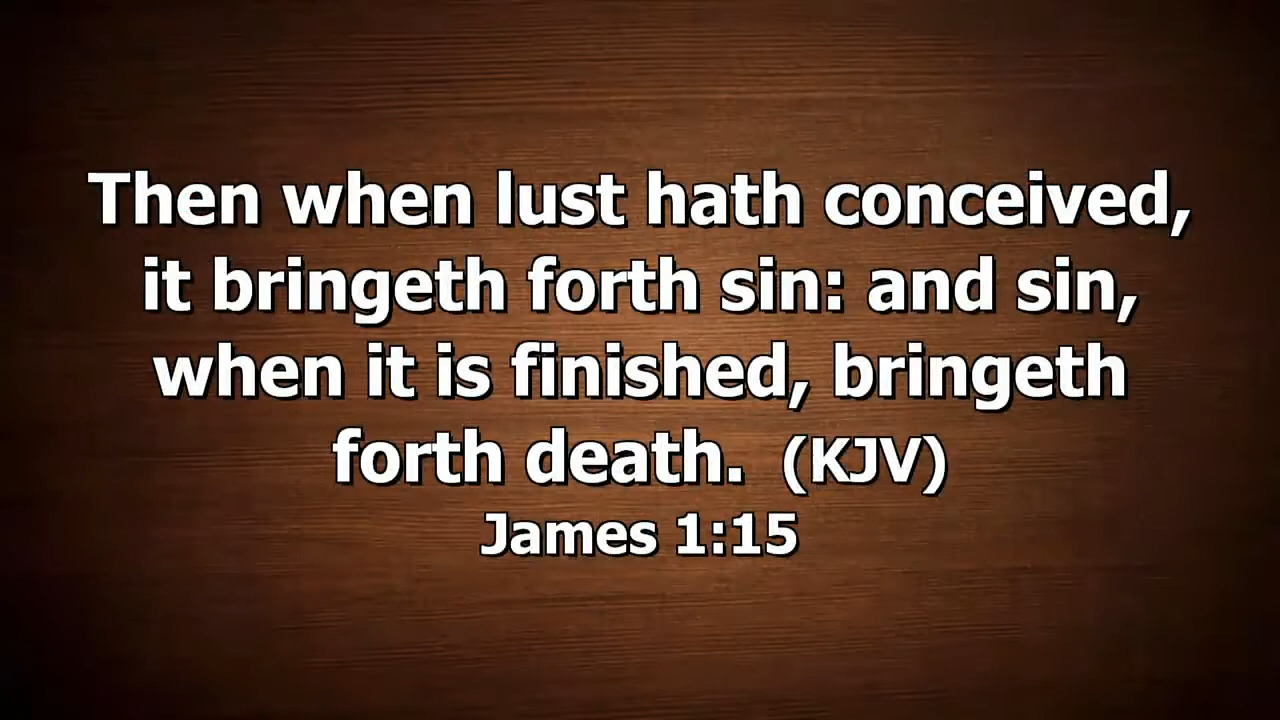 Then when lust hath conceived,
it bringeth forth sin: and sin,
when it is finished, bringeth
forth death. (KJV)
James 1:15